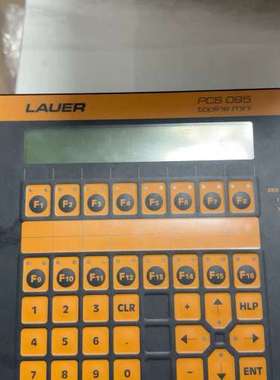 LAUER
PCS 095
topline mini
F1 F2 F3 F4 F5 F6 F7 F8
F9 F10 F11 F12 F13 F14 F15 F16
1 2 3 CLR + HLP
4 5 6
7 8 9 - ENT